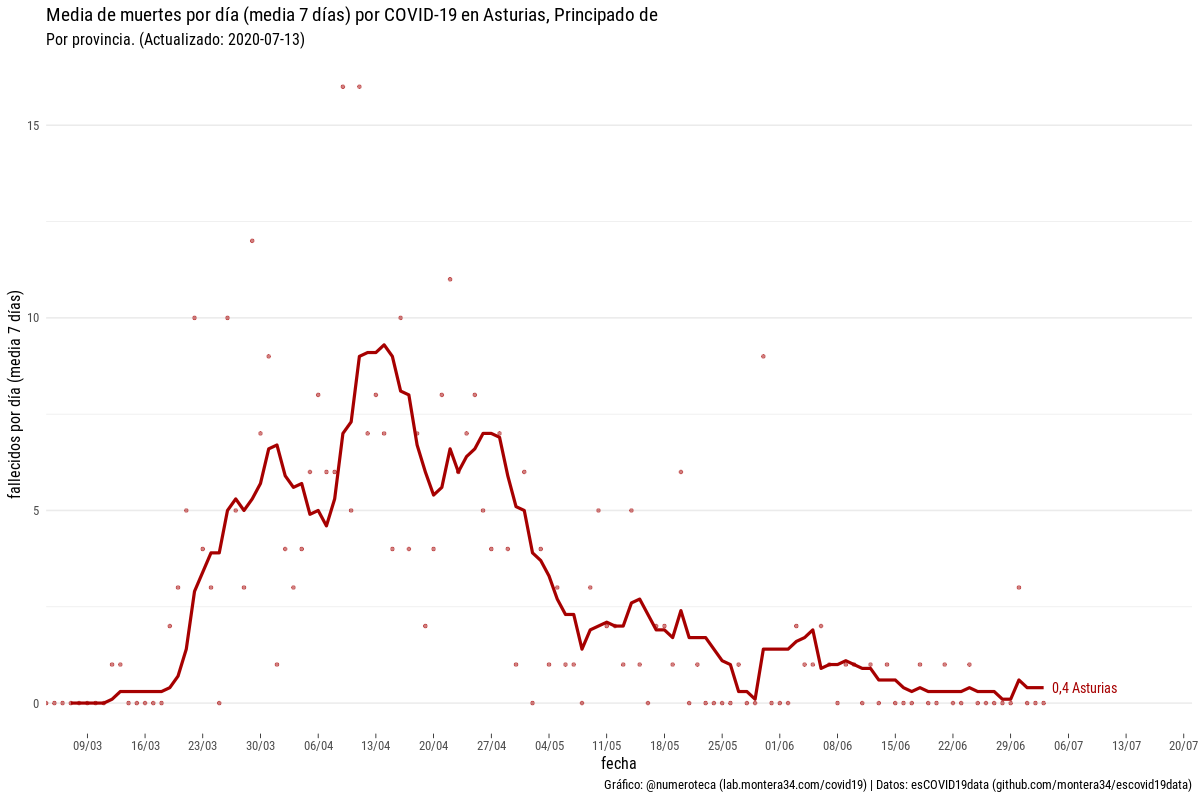 Media de muertes por día (media 7 días) por COVID-19 en Asturias, Principado de
Por provincia. (Actualizado: 2020-07-13)
fallecidos por día (media 7 días)
15
10
5
0
0,4 Asturias
09/03 16/03 23/03 30/03 06/04 13/04 20/04 27/04 04/05 11/05 18/05 25/05 01/06 08/06 15/06 22/06 29/06 06/07 13/07 20/07
fecha
Gráfico: @numeroteca (lab.montera34.com/covid19) | Datos: esCOVID19data (github.com/montera34/escovid19data)